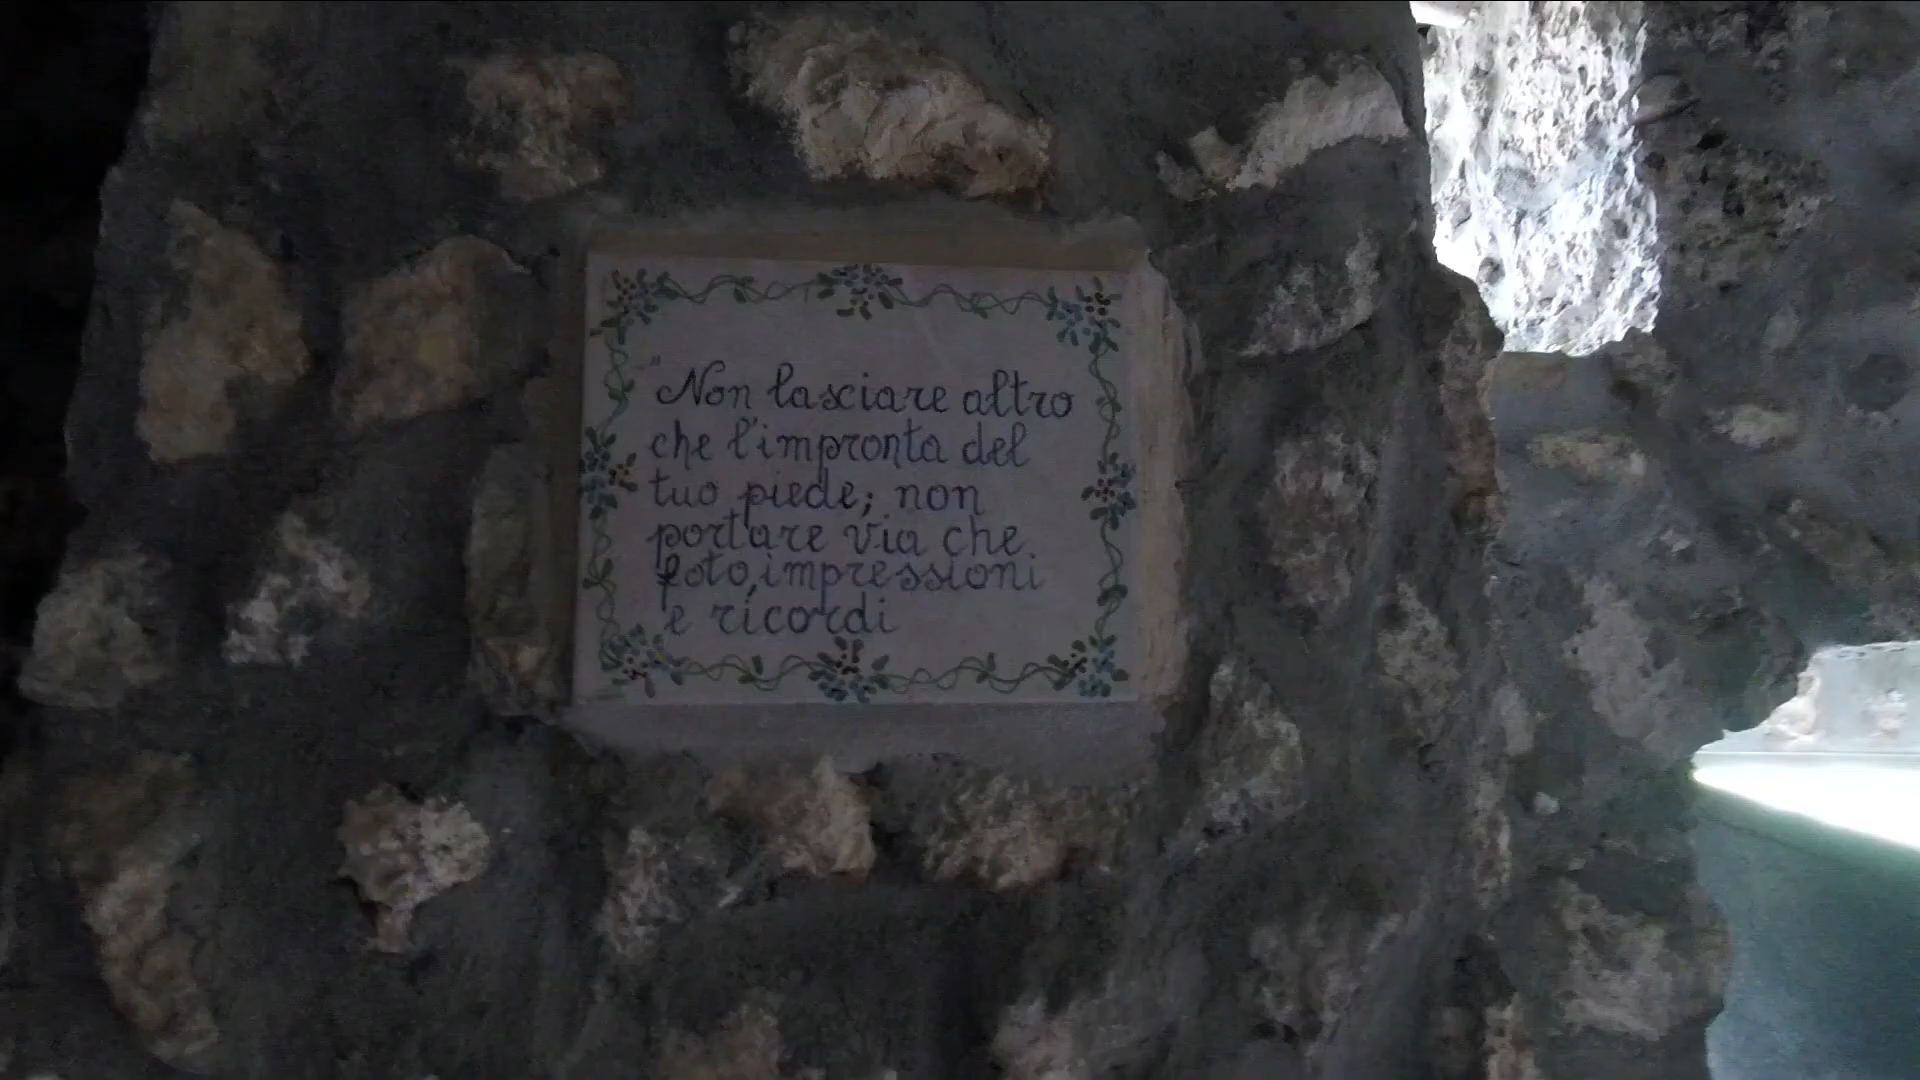 "Non lasciare altro
che l'impronta del
tuo piede; non
portare via che
foto, impressioni
e ricordi